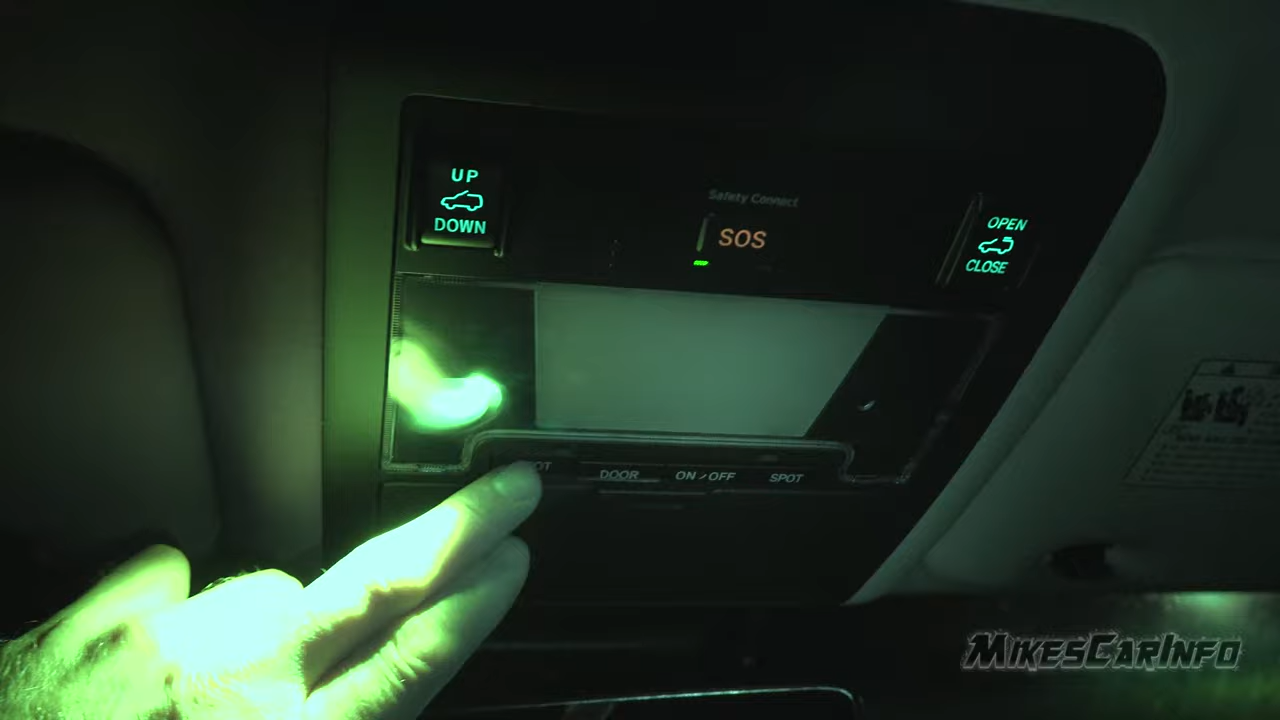 UP
DOWN
Safety Connect
SOS
OPEN
CLOSE
DOOR
ON/OFF
SPOT
MIKESCARINFO